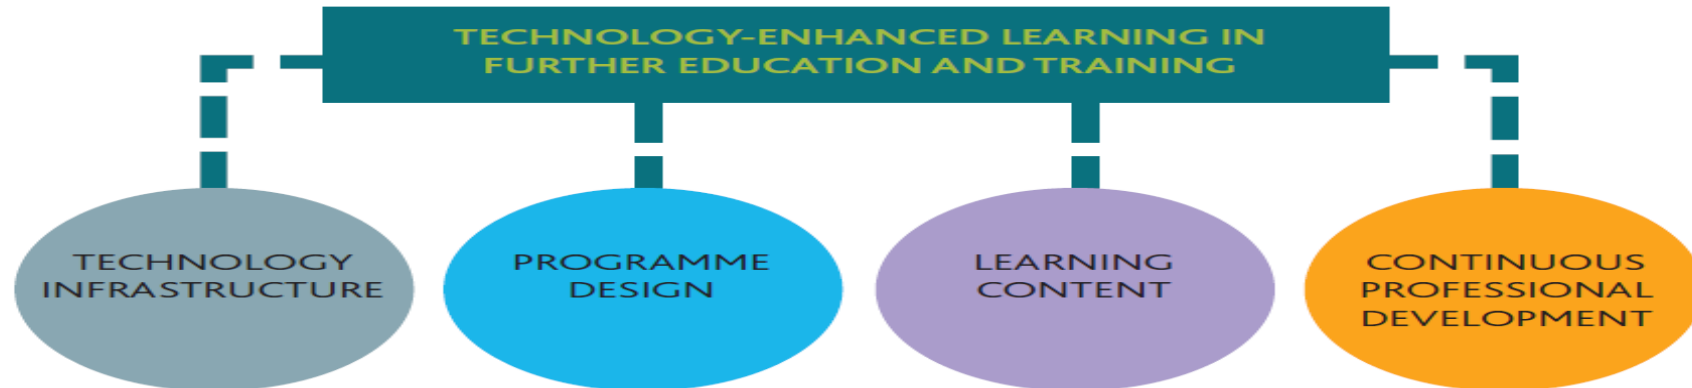 TECHNOLOGY-ENHANCED LEARNING IN
FURTHER EDUCATION AND TRAINING
TECHNOLOGY
INFRASTRUCTURE
PROGRAMME
DESIGN
LEARNING
CONTENT
CONTINUOUS
PROFESSIONAL
DEVELOPMENT